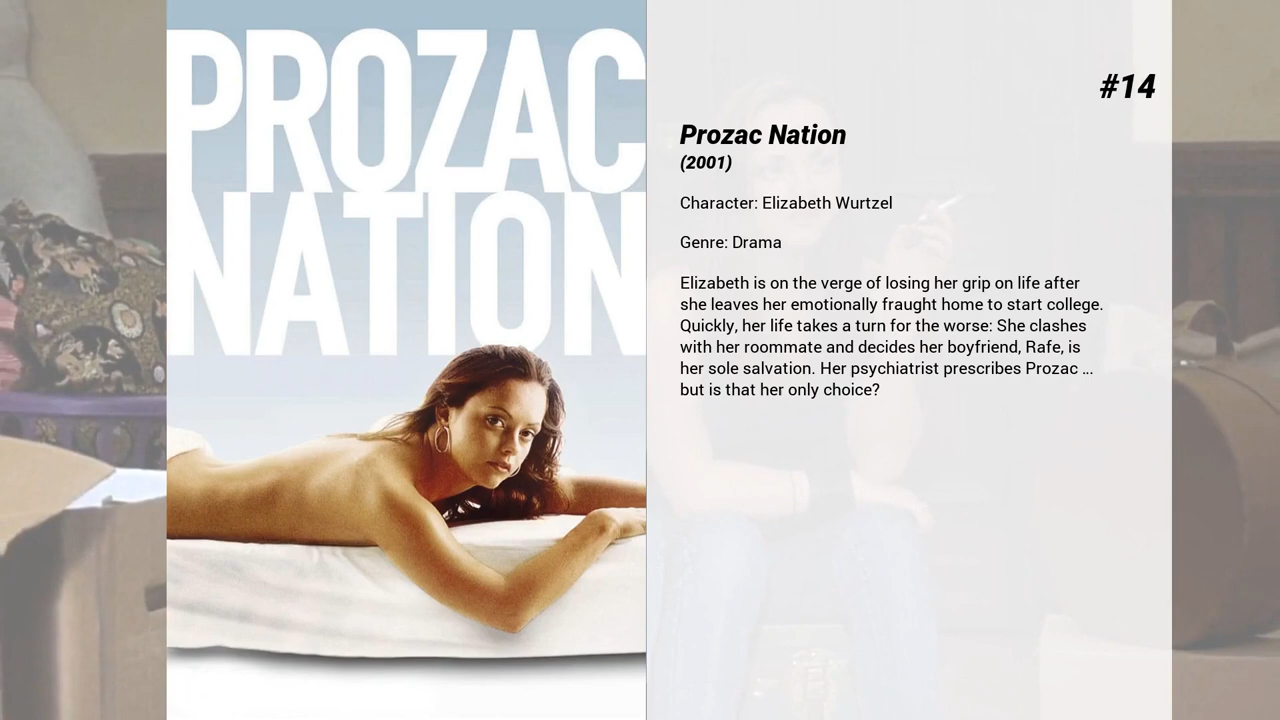 PROZAC
NATION
#14
Prozac Nation
(2001)
Character: Elizabeth Wurtzel
Genre: Drama
Elizabeth is on the verge of losing her grip on life after
she leaves her emotionally fraught home to start college.
Quickly, her life takes a turn for the worse: She clashes
with her roommate and decides her boyfriend, Rafe, is
her sole salvation. Her psychiatrist prescribes Prozac ...
but is that her only choice?